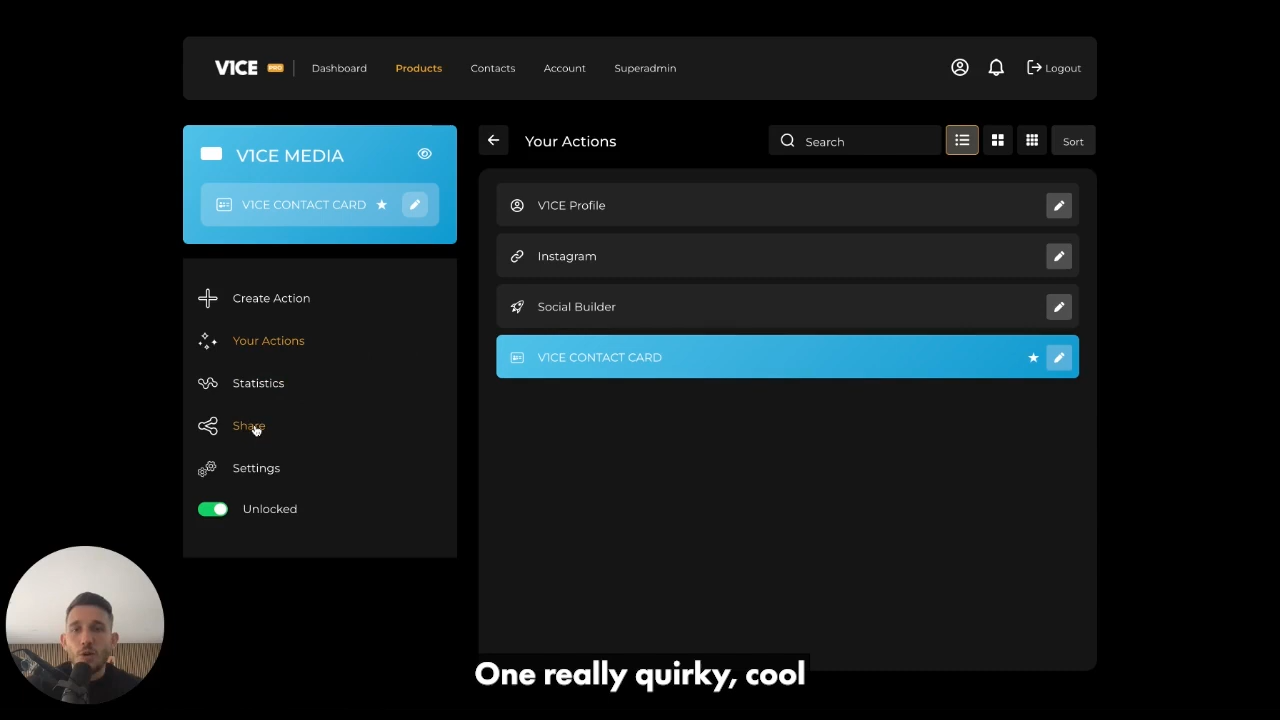 V1CE PRO
Dashboard
Products
Contacts
Account
Superadmin
Logout
V1CE MEDIA
V1CE CONTACT CARD
Create Action
Your Actions
Statistics
Share
Settings
Unlocked
Your Actions
Search
Sort
V1CE Profile
Instagram
Social Builder
V1CE CONTACT CARD
One really quirky, cool